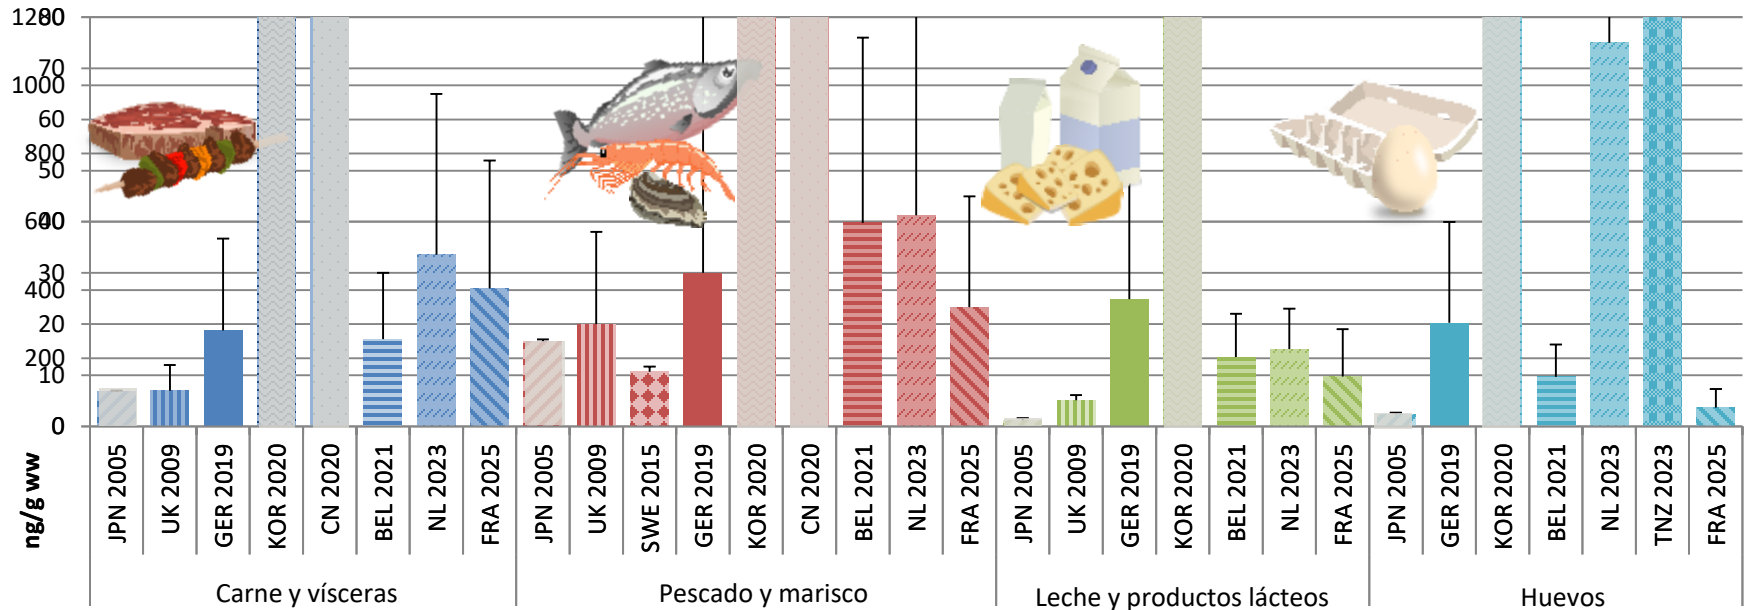 1200 80
70
1000
60
800
50
600 40
30
400
20
200
10
0
ng/g ww
JPN 2005
UK 2009
GER 2019
KOR 2020
CN 2020
BEL 2021
NL 2023
FRA 2025
JPN 2005
UK 2009
SWE 2015
GER 2019
KOR 2020
CN 2020
BEL 2021
NL 2023
FRA 2025
JPN 2005
UK 2009
GER 2019
KOR 2020
BEL 2021
NL 2023
FRA 2025
JPN 2005
GER 2019
KOR 2020
BEL 2021
NL 2023
TNZ 2023
FRA 2025
Carne y vísceras
Pescado y marisco
Leche y productos lácteos
Huevos